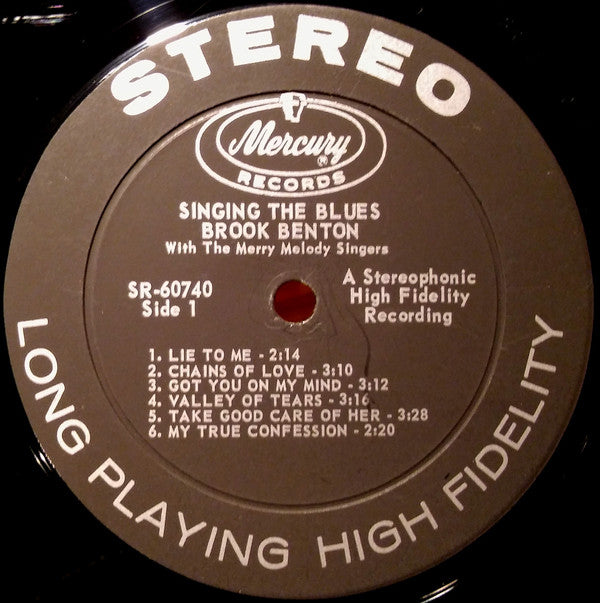 STEREO
Mercury
®
RECORDS
SINGING THE BLUES
BROOK BENTON
With The Merry Melody Singers
SR-60740
Side 1
A Stereophonic
High Fidelity
Recording
1. LIE TO ME - 2:14
2. CHAINS OF LOVE - 3:10
3. GOT YOU ON MY MIND - 3:12
4. VALLEY OF TEARS - 3:16
5. TAKE GOOD CARE OF HER - 3:28
6. MY TRUE CONFESSION - 2:20
LONG PLAYING HIGH FIDELITY